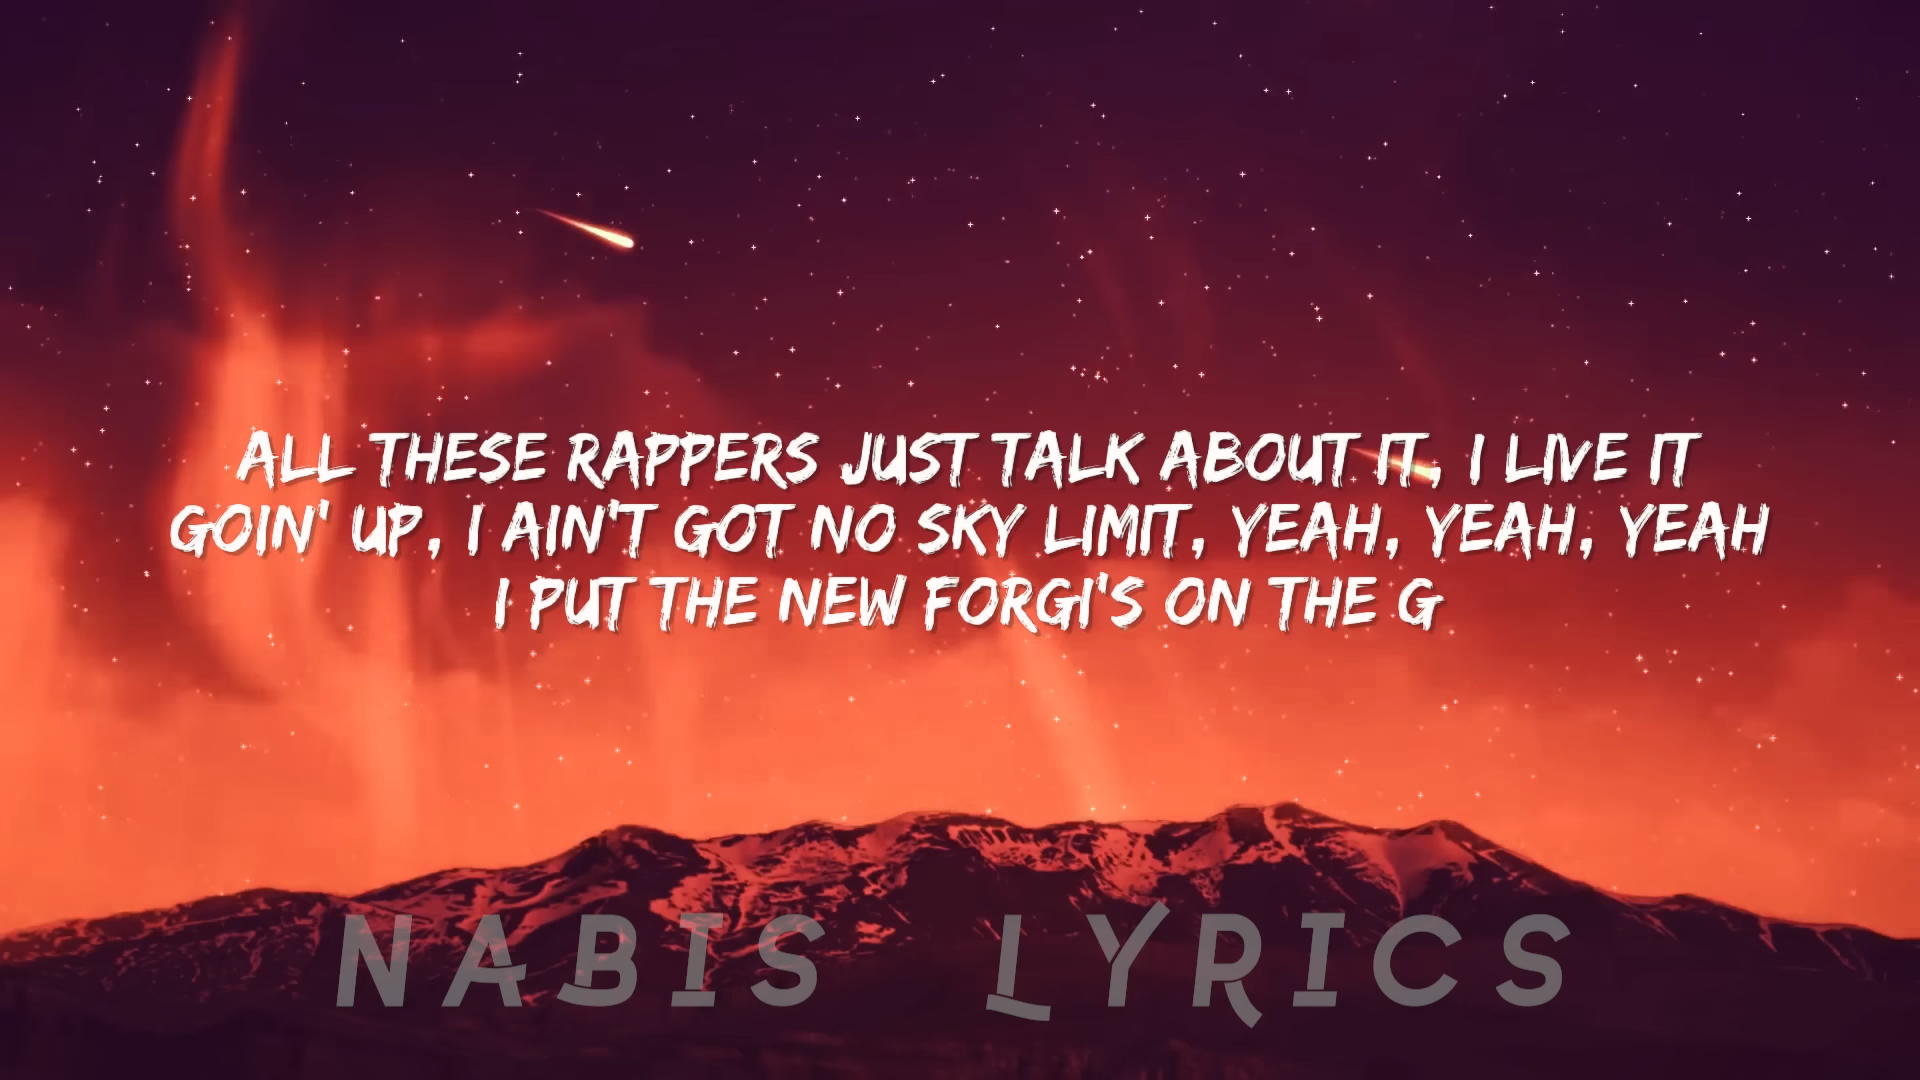 ALL THESE RAPPERS JUST TALK ABOUT IT, I LIVE IT
GOIN' UP, I AIN'T GOT NO SKY LIMIT, YEAH, YEAH, YEAH
I PUT THE NEW FORGI'S ON THE G
NABIS LYRICS